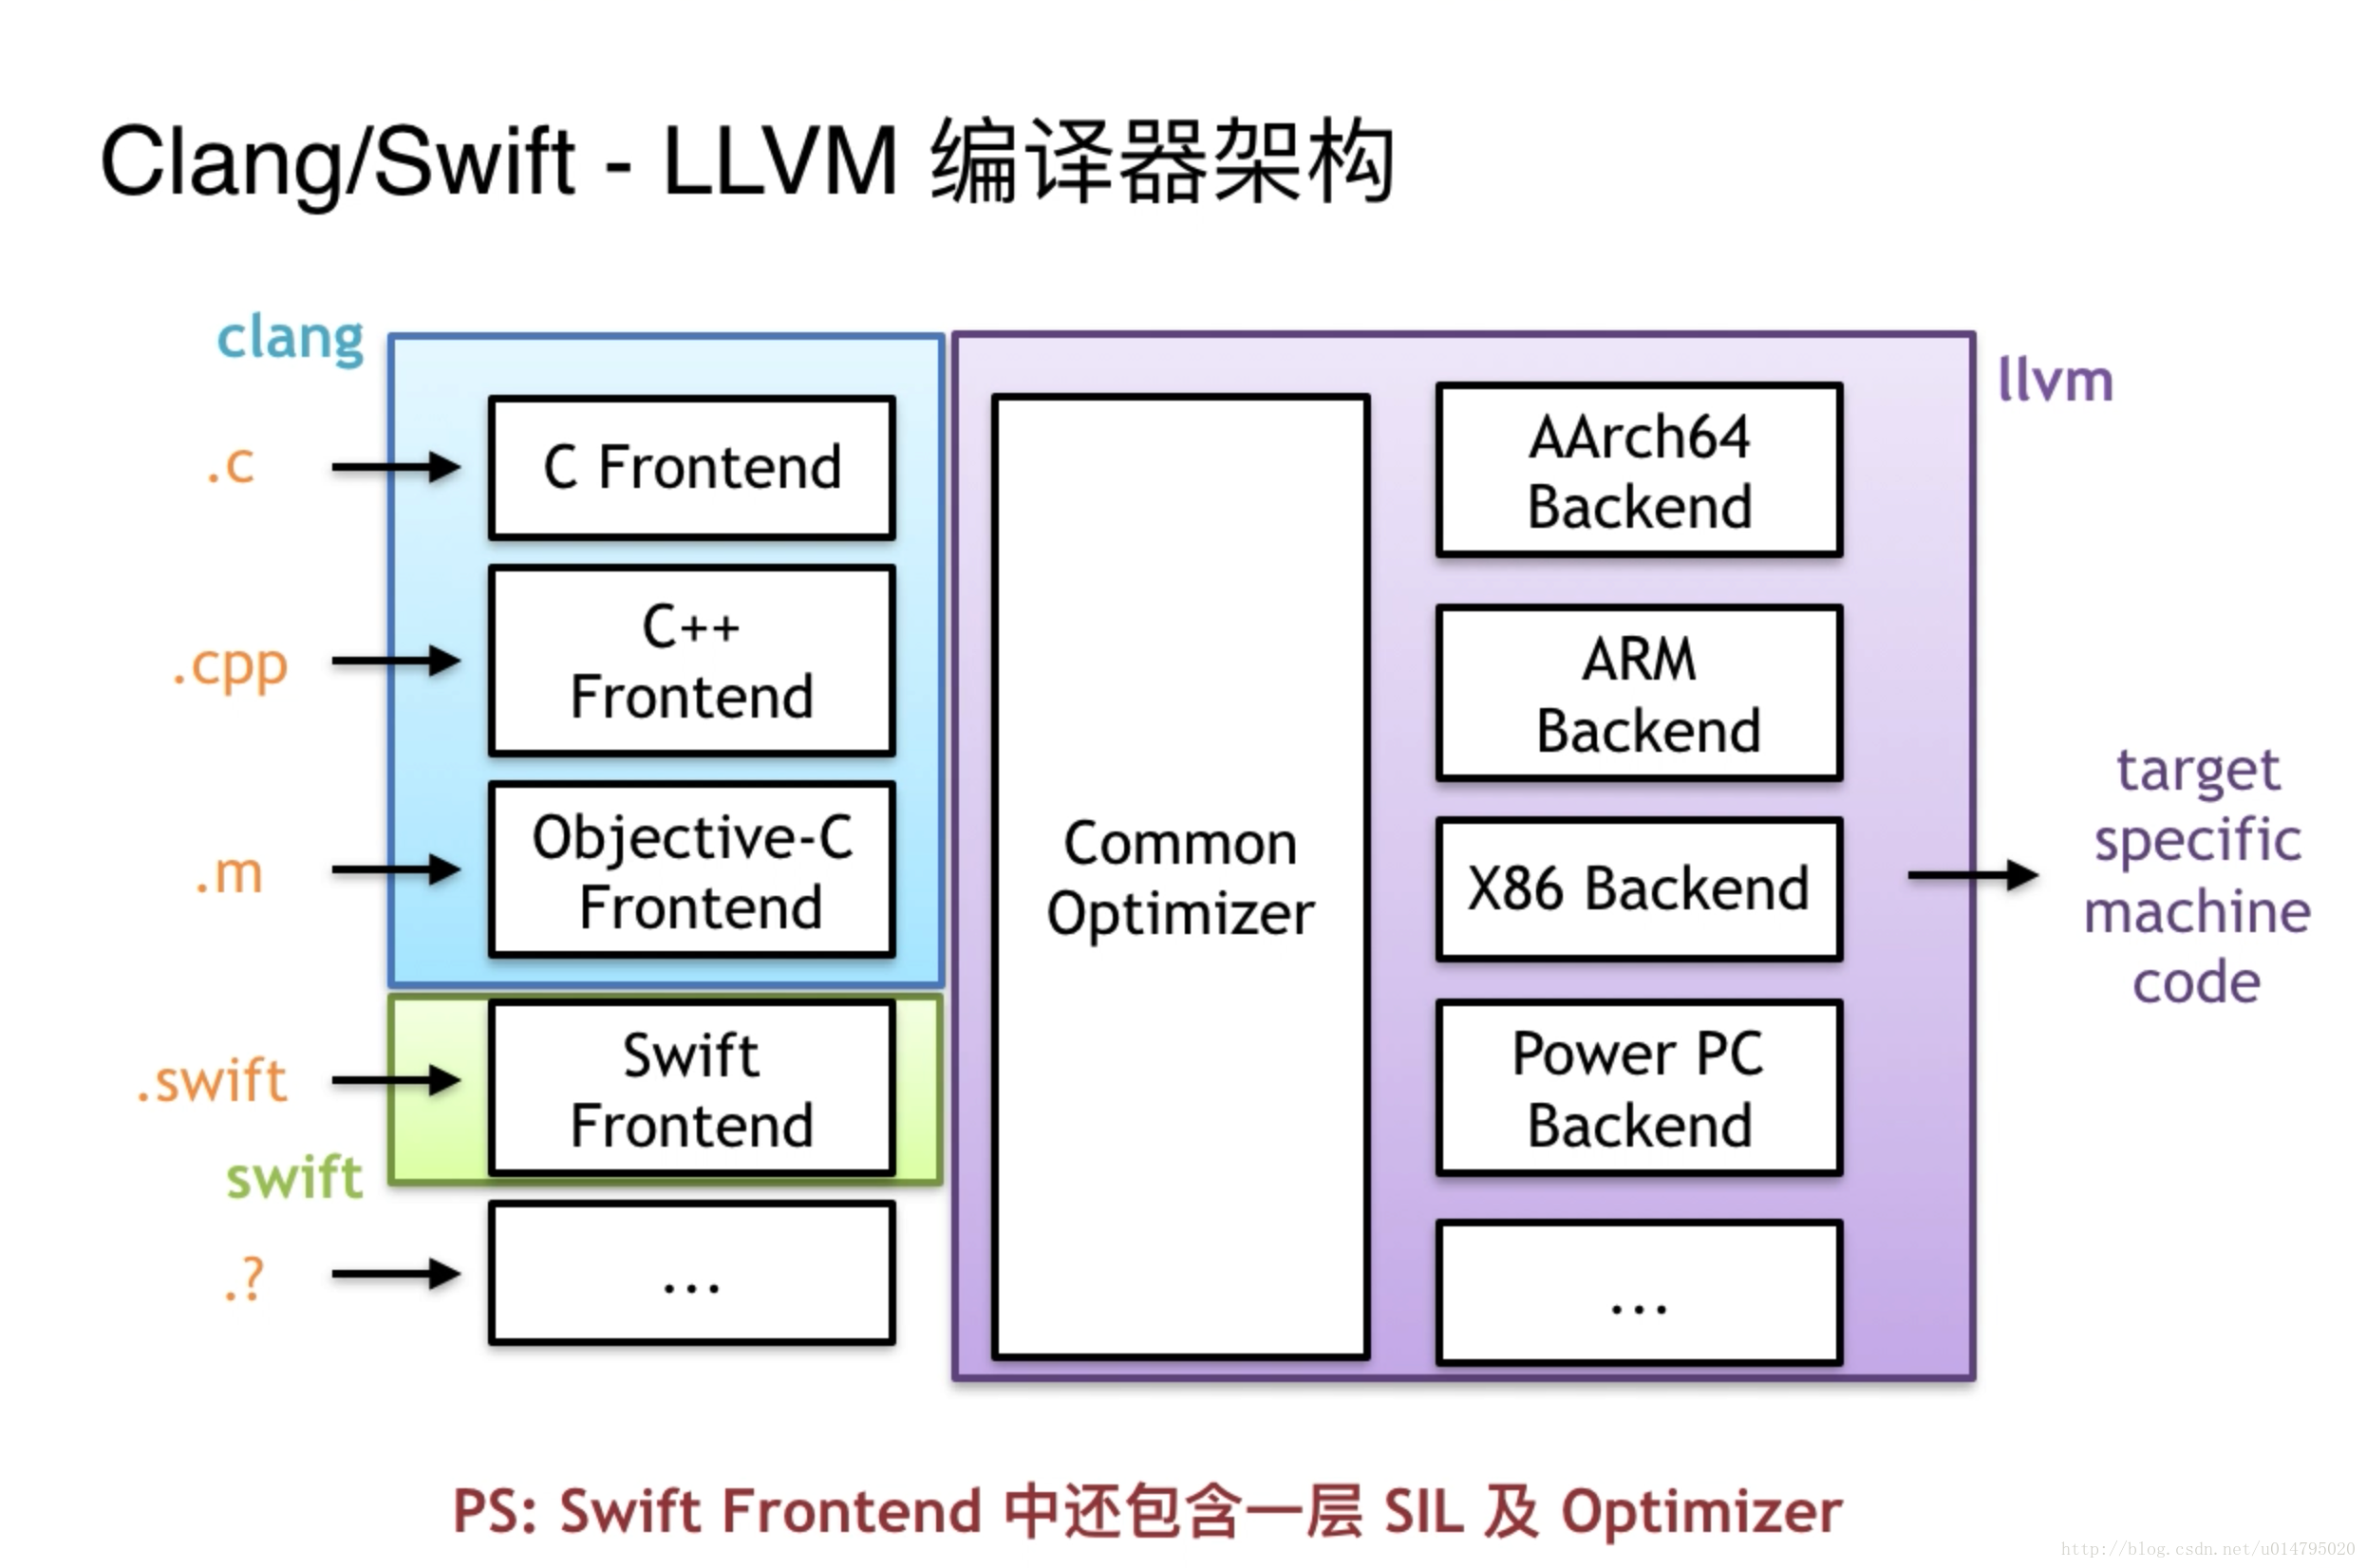 Clang/Swift - LLVM 编译器架构
clang
llvm
.c
C Frontend
.cpp
C++
Frontend
.m
Objective-C
Frontend
.swift
swift
Swift
Frontend
.?
...
Common
Optimizer
AArch64
Backend
ARM
Backend
X86 Backend
Power PC
Backend
...
target
specific
machine
code
PS: Swift Frontend 中还包含一层 SIL 及 Optimizer
http://blog.csdn.net/u014795020